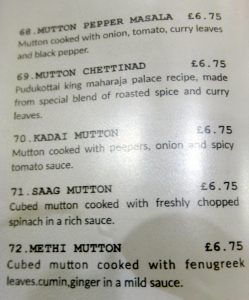 68.MUTTON PEPPER MASALA £6.75
Mutton cooked with onion, tomato, curry leaves
and black pepper.
69.MUTTON CHETTINAD £6.75
Pudukottai king maharaja palace recipe, made
from special blend of roasted spice and curry
leaves.
70.KADAI MUTTON £6.75
Mutton cooked with peepers, onion and spicy
tomato sauce.
71.SAAG MUTTON £6.75
Cubed mutton cooked with freshly chopped
spinach in a rich sauce.
72.METHI MUTTON £6.75
Cubed mutton cooked with fenugreek
leaves.cumin,ginger in a mild sauce.